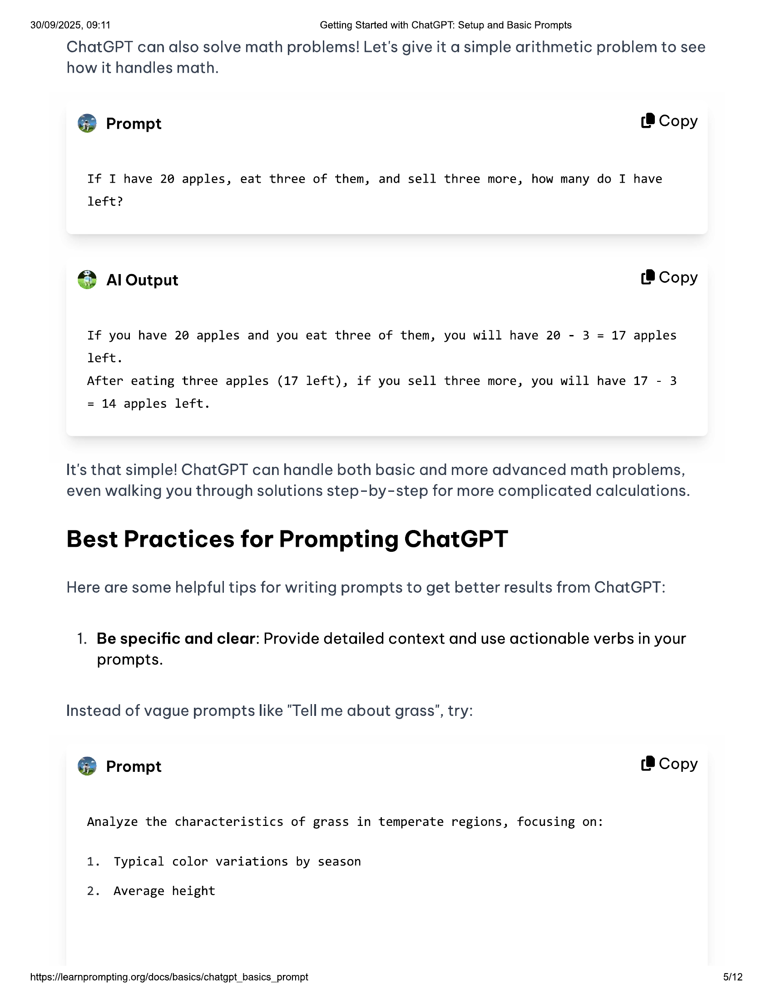 30/09/2025, 09:11 Getting Started with ChatGPT: Setup and Basic Prompts
ChatGPT can also solve math problems! Let's give it a simple arithmetic problem to see
how it handles math.
Prompt Copy
If I have 20 apples, eat three of them, and sell three more, how many do I have
left?
AI Output Copy
If you have 20 apples and you eat three of them, you will have 20 - 3 = 17 apples
left.
After eating three apples (17 left), if you sell three more, you will have 17 - 3
= 14 apples left.
It's that simple! ChatGPT can handle both basic and more advanced math problems,
even walking you through solutions step-by-step for more complicated calculations.
Best Practices for Prompting ChatGPT
Here are some helpful tips for writing prompts to get better results from ChatGPT:
1. Be specific and clear: Provide detailed context and use actionable verbs in your
prompts.
Instead of vague prompts like "Tell me about grass", try:
Prompt Copy
Analyze the characteristics of grass in temperate regions, focusing on:
1. Typical color variations by season
2. Average height
https://learnprompting.org/docs/basics/chatgpt_basics_prompt 5/12